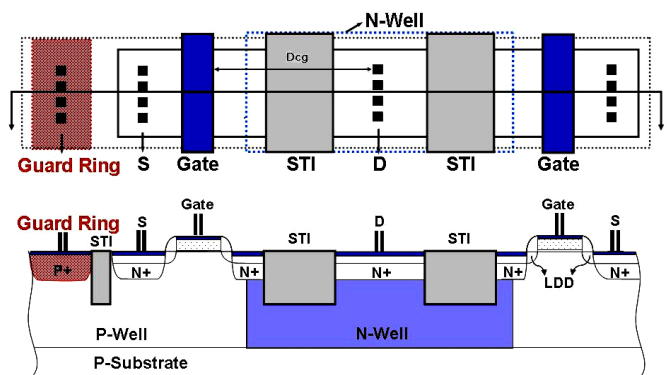 N-Well
Dcg
Guard Ring S Gate STI D STI Gate
Guard Ring S Gate STI D STI Gate S
STI
P+ N+ N+ N+ N+ LDD N+
P-Well N-Well
P-Substrate